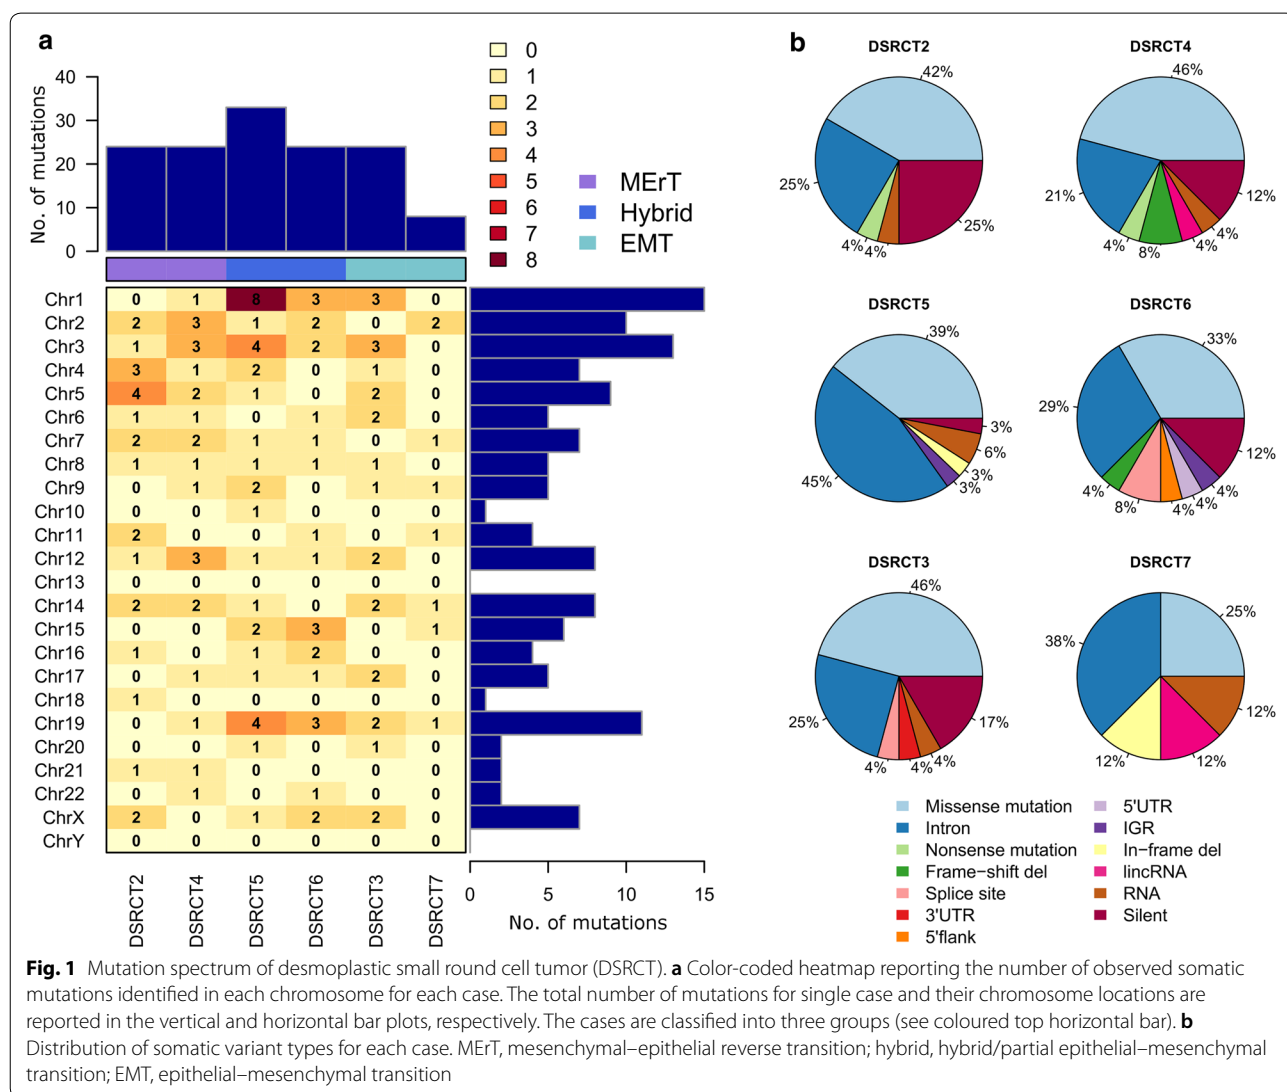 a
No. of mutations
40
30
20
10
0
0
1
2
3
4
5
6
7
8
MErT
Hybrid
EMT
Chr1 0 1 8 3 3 0
Chr2 2 3 1 2 0 2
Chr3 1 3 4 2 3 0
Chr4 3 1 2 0 1 0
Chr5 4 2 1 0 2 0
Chr6 1 1 0 1 2 0
Chr7 2 2 1 1 0 1
Chr8 1 1 1 1 1 0
Chr9 0 1 2 0 1 1
Chr10 0 0 1 0 0 0
Chr11 2 0 0 1 0 1
Chr12 1 3 1 1 2 0
Chr13 0 0 0 0 0 0
Chr14 2 2 1 0 2 1
Chr15 0 0 2 3 0 1
Chr16 1 0 1 2 0 0
Chr17 0 1 1 1 2 0
Chr18 1 0 0 0 0 0
Chr19 0 1 4 3 2 1
Chr20 0 0 1 0 1 0
Chr21 1 1 0 0 0 0
Chr22 0 1 0 1 0 0
ChrX 2 0 1 2 2 0
ChrY 0 0 0 0 0 0
DSRCT2 DSRCT4 DSRCT5 DSRCT6 DSRCT3 DSRCT7
0 5 10 15
No. of mutations
b
DSRCT2
42%
25%
4%
4%
25%
DSRCT4
46%
21%
4%
8%
4%
4%
12%
DSRCT5
39%
45%
3%
3%
6%
3%
DSRCT6
33%
29%
4%
8%
4%
4%
4%
12%
DSRCT3
46%
25%
4%
4%
4%
17%
DSRCT7
25%
38%
12%
12%
12%
Missense mutation
Intron
Nonsense mutation
Frame−shift del
Splice site
3'UTR
5'flank
5'UTR
IGR
In−frame del
lincRNA
RNA
Silent
Fig. 1 Mutation spectrum of desmoplastic small round cell tumor (DSRCT). a Color-coded heatmap reporting the number of observed somatic
mutations identified in each chromosome for each case. The total number of mutations for single case and their chromosome locations are
reported in the vertical and horizontal bar plots, respectively. The cases are classified into three groups (see coloured top horizontal bar). b
Distribution of somatic variant types for each case. MErT, mesenchymal–epithelial reverse transition; hybrid, hybrid/partial epithelial–mesenchymal
transition; EMT, epithelial–mesenchymal transition